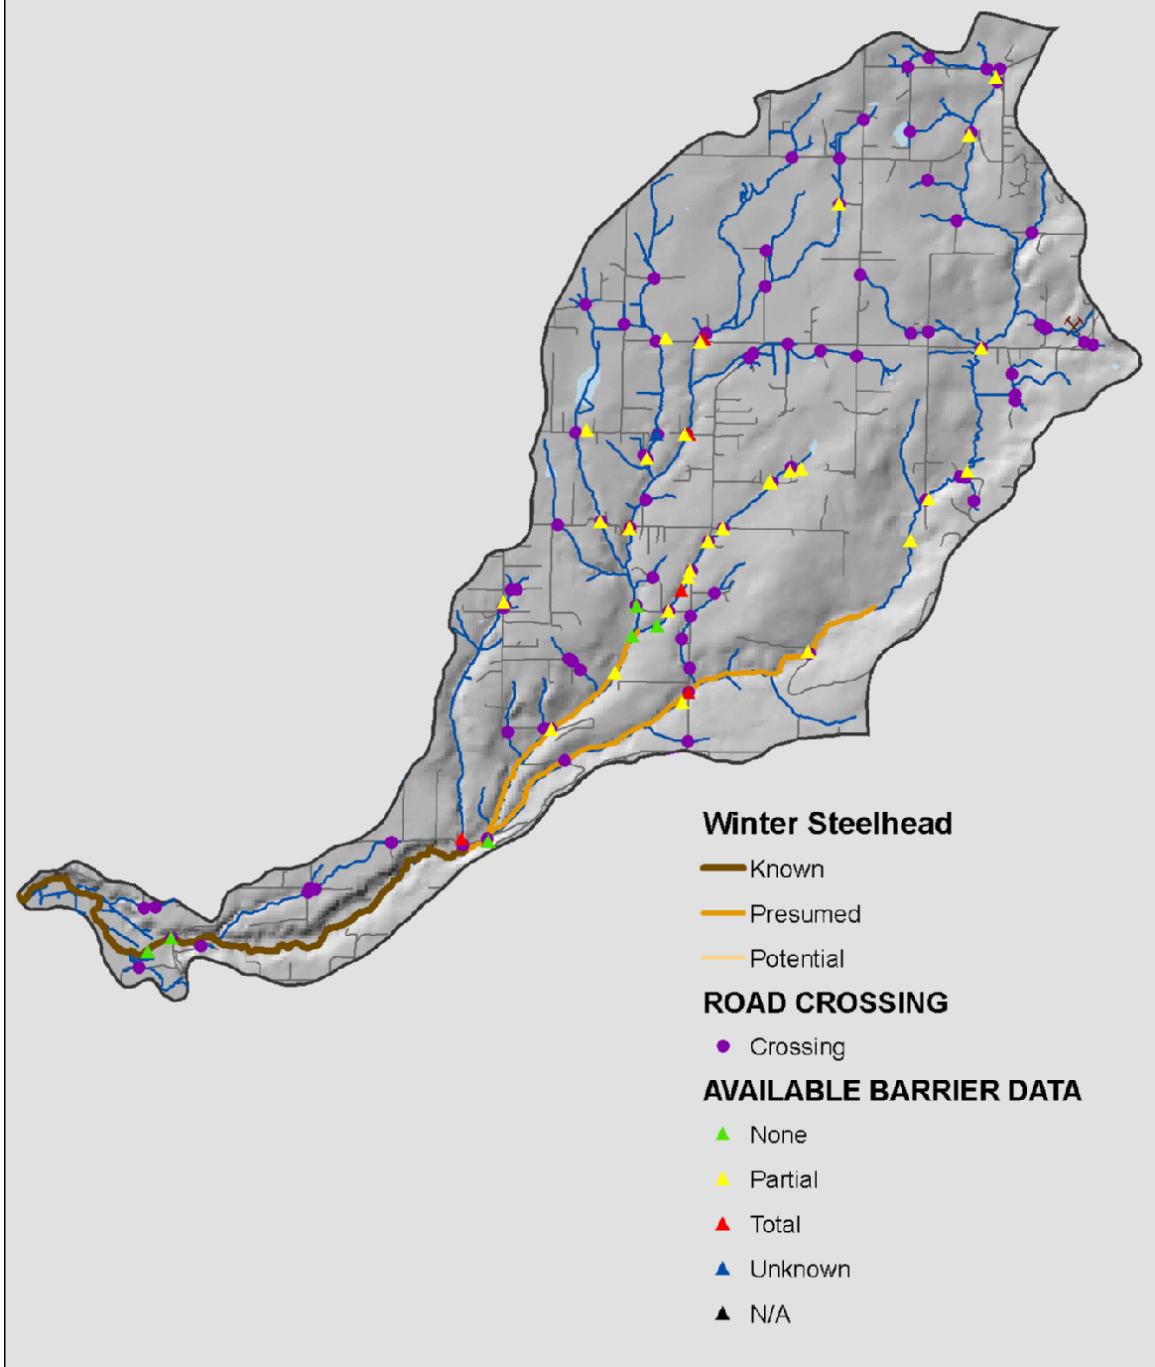 Winter Steelhead
Known
Presumed
Potential
ROAD CROSSING
Crossing
AVAILABLE BARRIER DATA
None
Partial
Total
Unknown
N/A